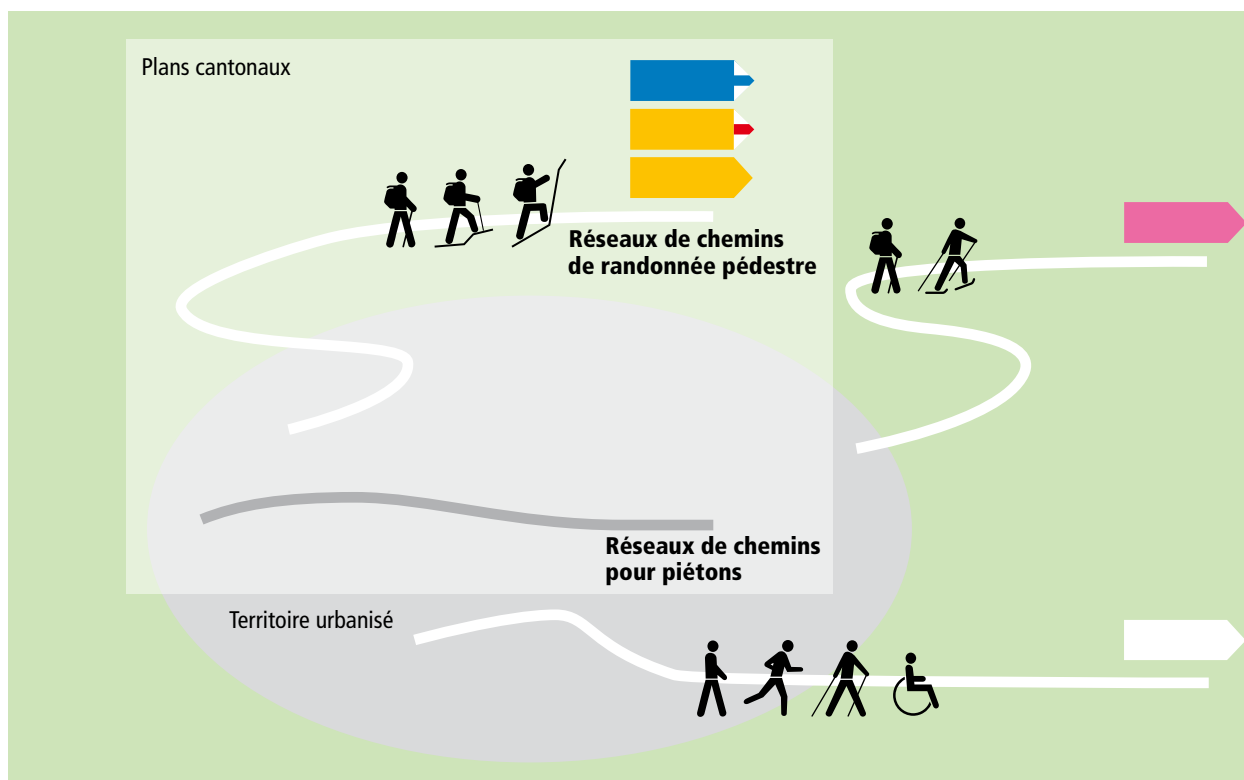 Plans cantonaux
Réseaux de chemins
de randonnée pédestre
Réseaux de chemins
pour piétons
Territoire urbanisé